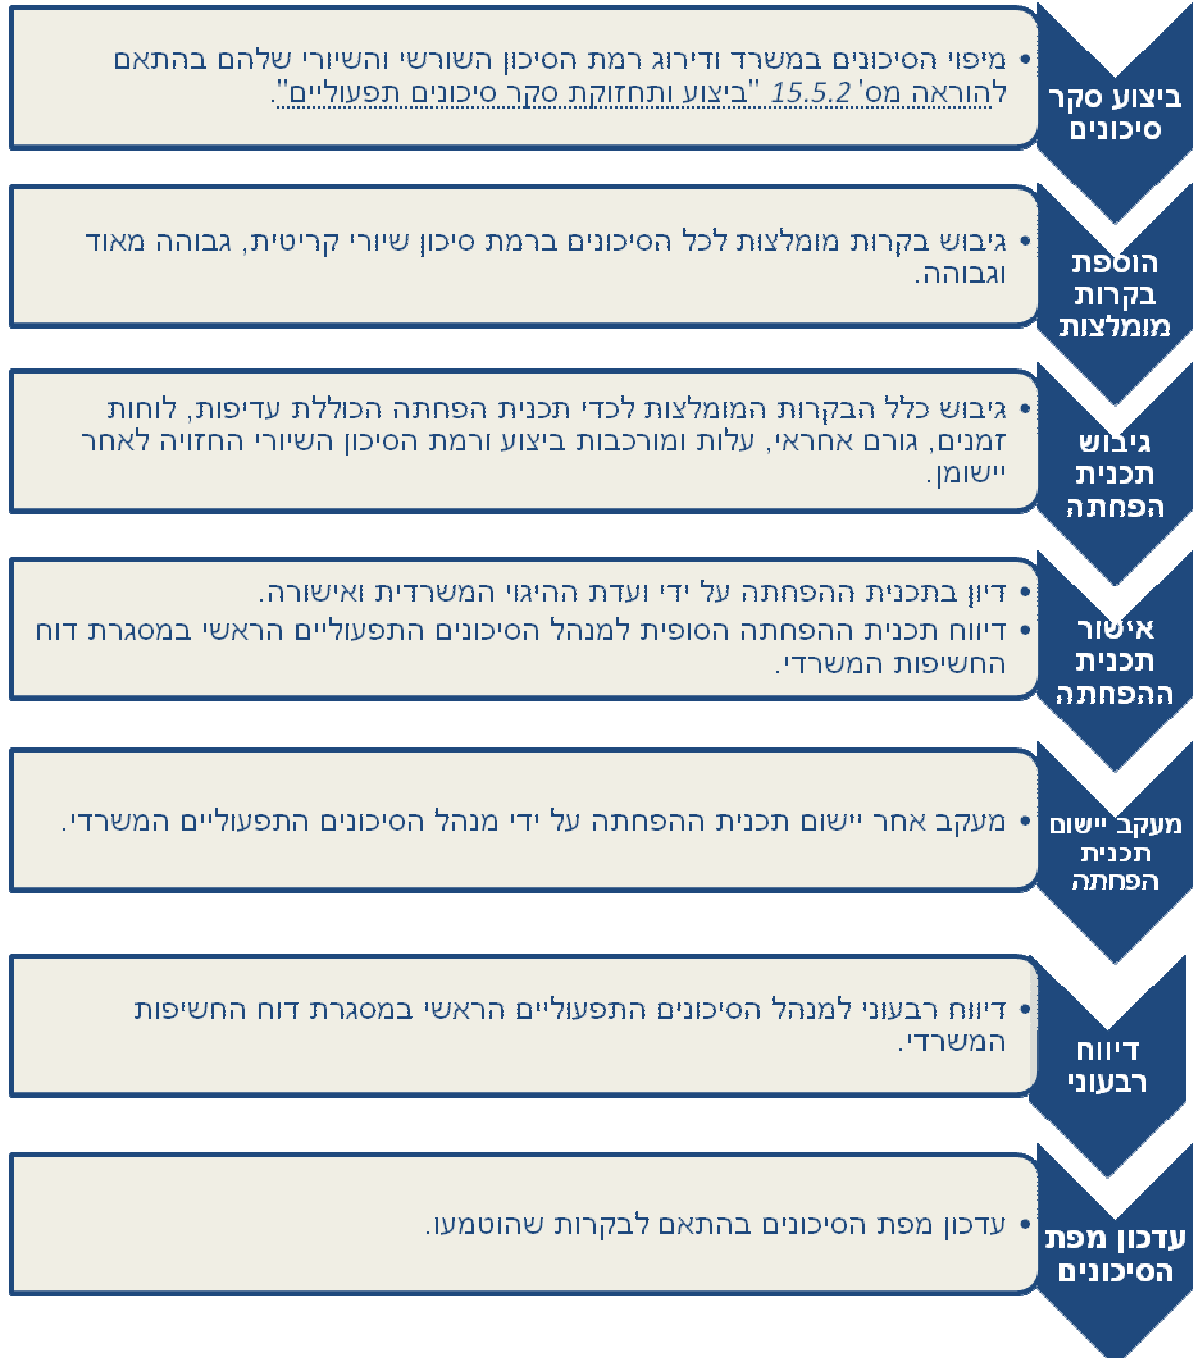 ביצוע סקר
סיכונים
• מיפוי הסיכונים במשרד ודירוג רמת הסיכון השורשי והשיורי שלהם בהתאם
להוראה מס' 15.5.2 "ביצוע ותחזוקת סקר סיכונים תפעוליים".
הוספת
בקרות
מומלצות
• גיבוש בקרות מומלצות לכל הסיכונים ברמת סיכון שיורי קריטית, גבוהה מאוד
וגבוהה.
גיבוש
תכנית
הפחתה
• גיבוש כלל הבקרות המומלצות לכדי תכנית הפחתה הכוללת עדיפות, לוחות
זמנים, גורם אחראי, עלות ומורכבות ביצוע ורמת הסיכון השיורי החזויה לאחר
יישומן.
אישור
תכנית
ההפחתה
• דיון בתכנית ההפחתה על ידי ועדת ההיגוי המשרדית ואישורה.
• דיווח תכנית ההפחתה הסופית למנהל הסיכונים התפעוליים הראשי במסגרת דוח
החשיפות המשרדי.
מעקב יישום
תכנית
הפחתה
• מעקב אחר יישום תכנית ההפחתה על ידי מנהל הסיכונים התפעוליים המשרדי.
דיווח
רבעוני
• דיווח רבעוני למנהל הסיכונים התפעוליים הראשי במסגרת דוח החשיפות
המשרדי.
עדכון מפת
הסיכונים
• עדכון מפת הסיכונים בהתאם לבקרות שהוטמעו.